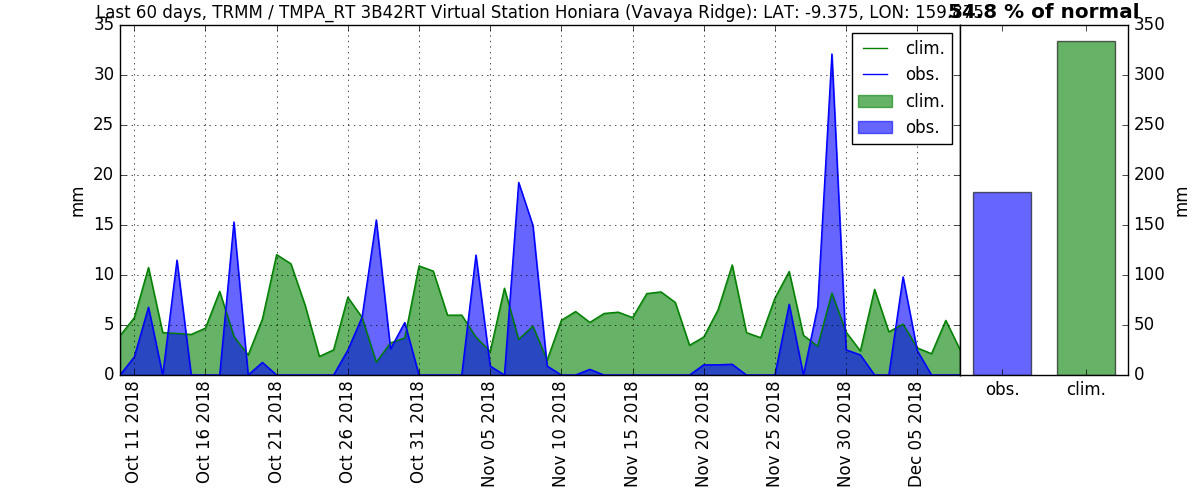 Last 60 days, TRMM / TMPA_RT 3B42RT Virtual Station Honiara (Vavaya Ridge): LAT: -9.375, LON: 159
54.8 % of normal
35
30
25
20
15
10
5
0
mm
clim.
obs.
clim.
obs.
350
300
250
200
150
100
50
0
mm
obs.
clim.
Oct 11 2018
Oct 16 2018
Oct 21 2018
Oct 26 2018
Oct 31 2018
Nov 05 2018
Nov 10 2018
Nov 15 2018
Nov 20 2018
Nov 25 2018
Nov 30 2018
Dec 05 2018